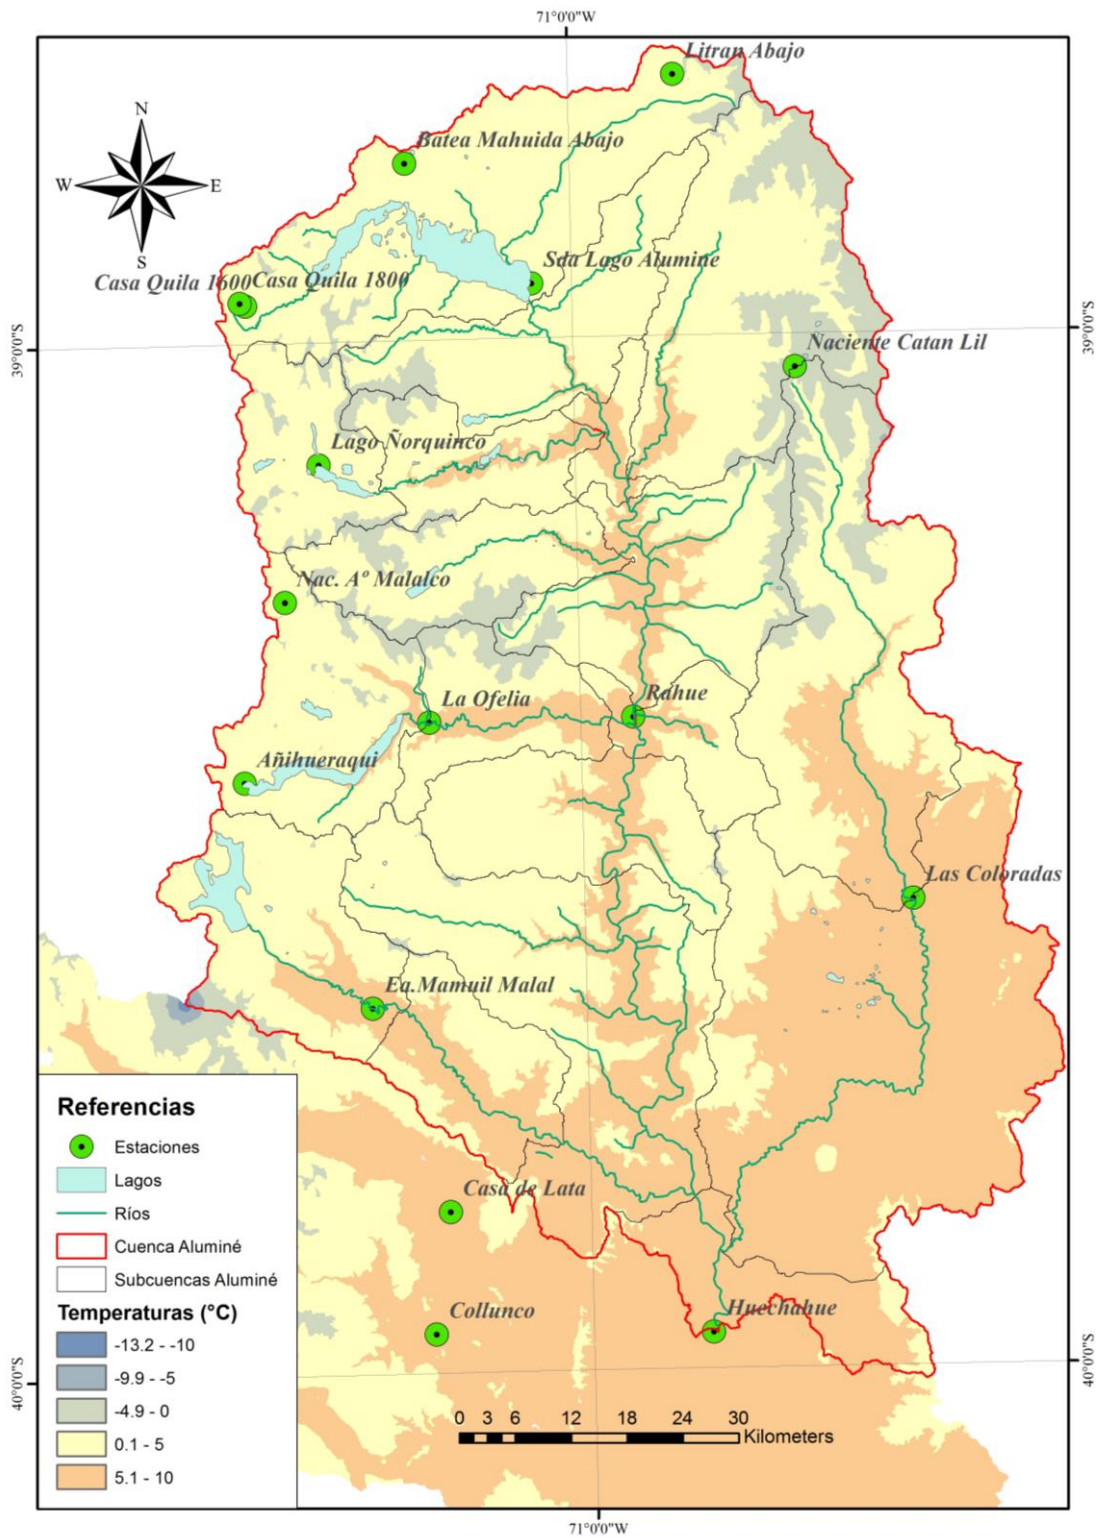 71°0'0"W
Litran Abajo
Batea Mahuida Abajo
N
W
E
S
Sda Lago Alumine
Casa Quila 1600
Casa Quila 1800
39°0'0"S
39°0'0"S
Naciente Catan Lil
Lago Ñorquinco
Nac. Aº Malalco
La Ofelia
Rahue
Añihueraqui
Las Coloradas
Ea.Mamuil Malal
Casa de Lata
Collunco
Huechahue
40°0'0"S
40°0'0"S
Referencias
Estaciones
Lagos
Ríos
Cuenca Aluminé
Subcuencas Aluminé
Temperaturas (°C)
-13.2 - -10
-9.9 - -5
-4.9 - 0
0.1 - 5
5.1 - 10
0 3 6 12 18 24 30
Kilometers
71°0'0"W